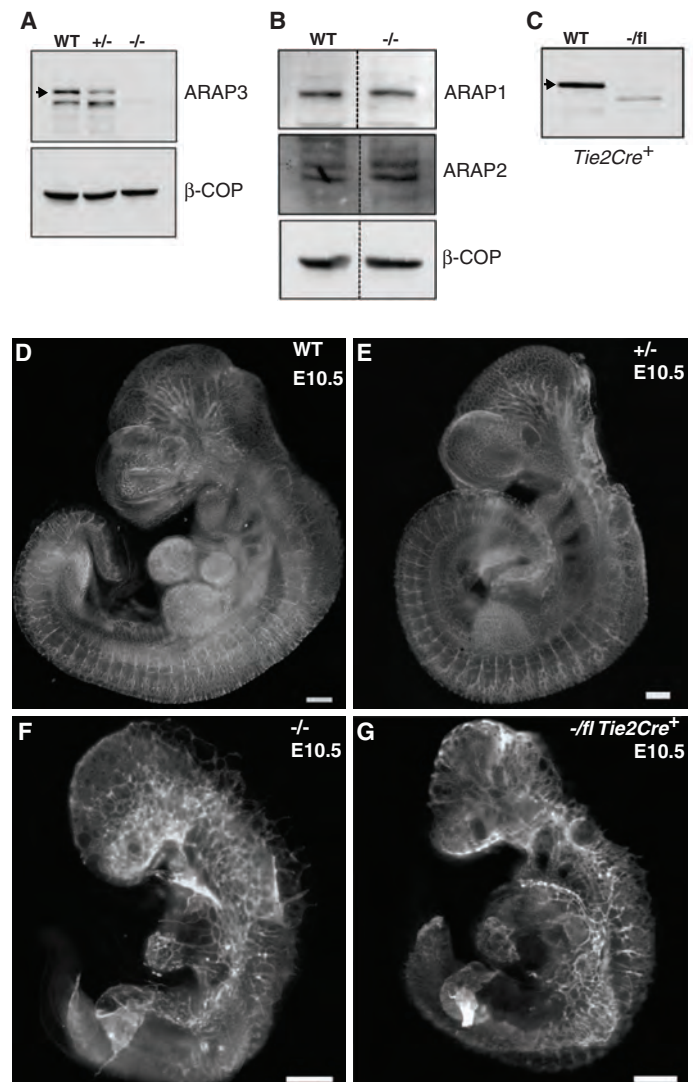 A
WT +/- -/-
ARAP3
β-COP
B
WT -/-
ARAP1
ARAP2
β-COP
C
WT -/fl
Tie2Cre+
D
WT
E10.5
E
+/-
E10.5
F
-/-
E10.5
G
-/fl Tie2Cre+
E10.5